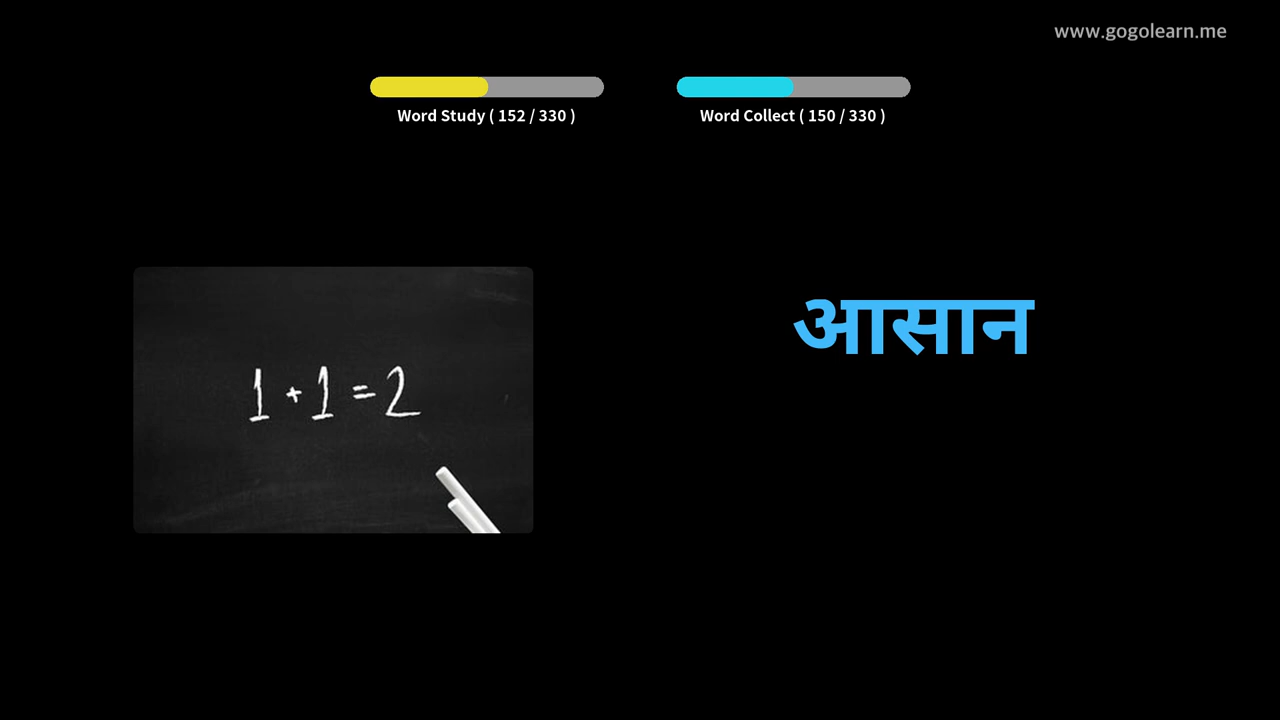 www.gogolearn.me
Word Study ( 152 / 330 )
Word Collect ( 150 / 330 )
1 + 1 = 2
आसान